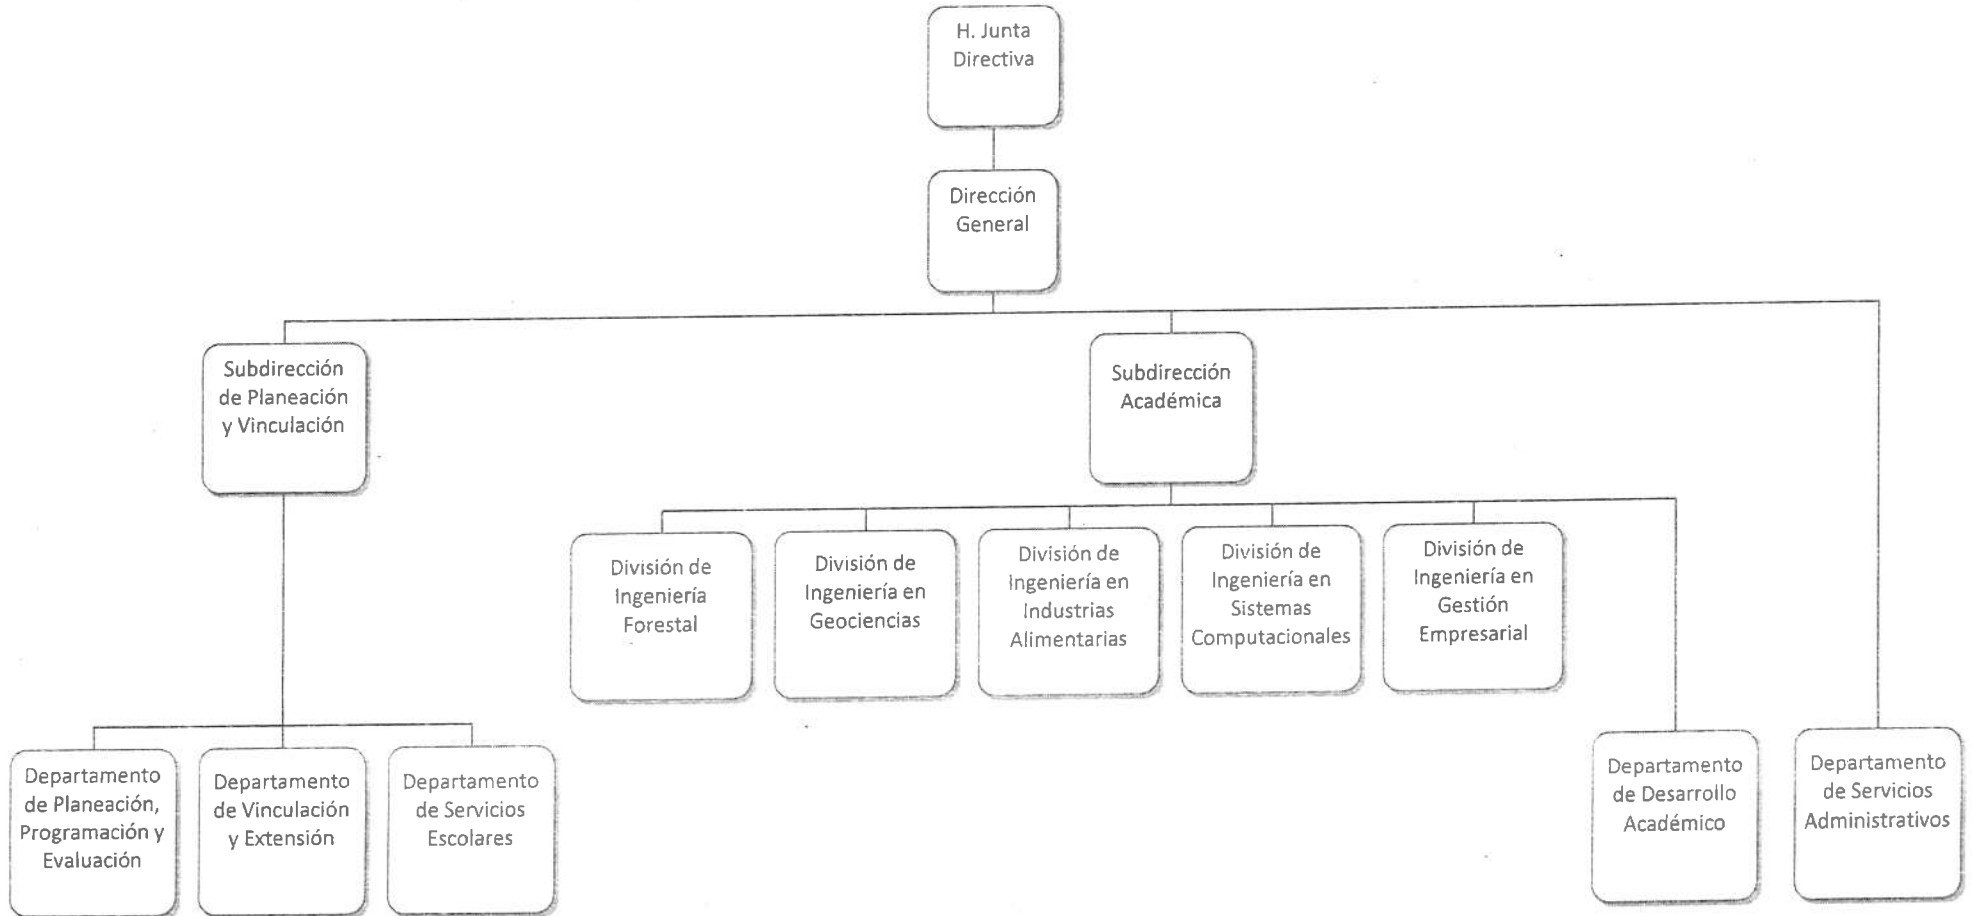 H. Junta
Directiva
Dirección
General
Subdirección
de Planeación
y Vinculación
Subdirección
Académica
División de
Ingeniería
Forestal
División de
Ingeniería en
Geociencias
División de
Ingeniería en
Industrias
Alimentarias
División de
Ingeniería en
Sistemas
Computacionales
División de
Ingeniería en
Gestión
Empresarial
Departamento
de Planeación,
Programación y
Evaluación
Departamento
de Vinculación
y Extensión
Departamento
de Servicios
Escolares
Departamento
de Desarrollo
Académico
Departamento
de Servicios
Administrativos